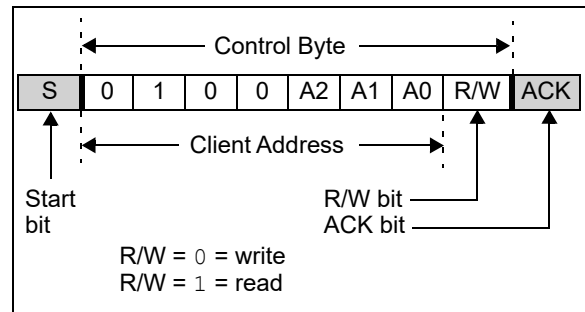 Control Byte
S 0 1 0 0 A2 A1 A0 R/W ACK
Client Address
Start bit
R/W bit
ACK bit
R/W = 0 = write
R/W = 1 = read